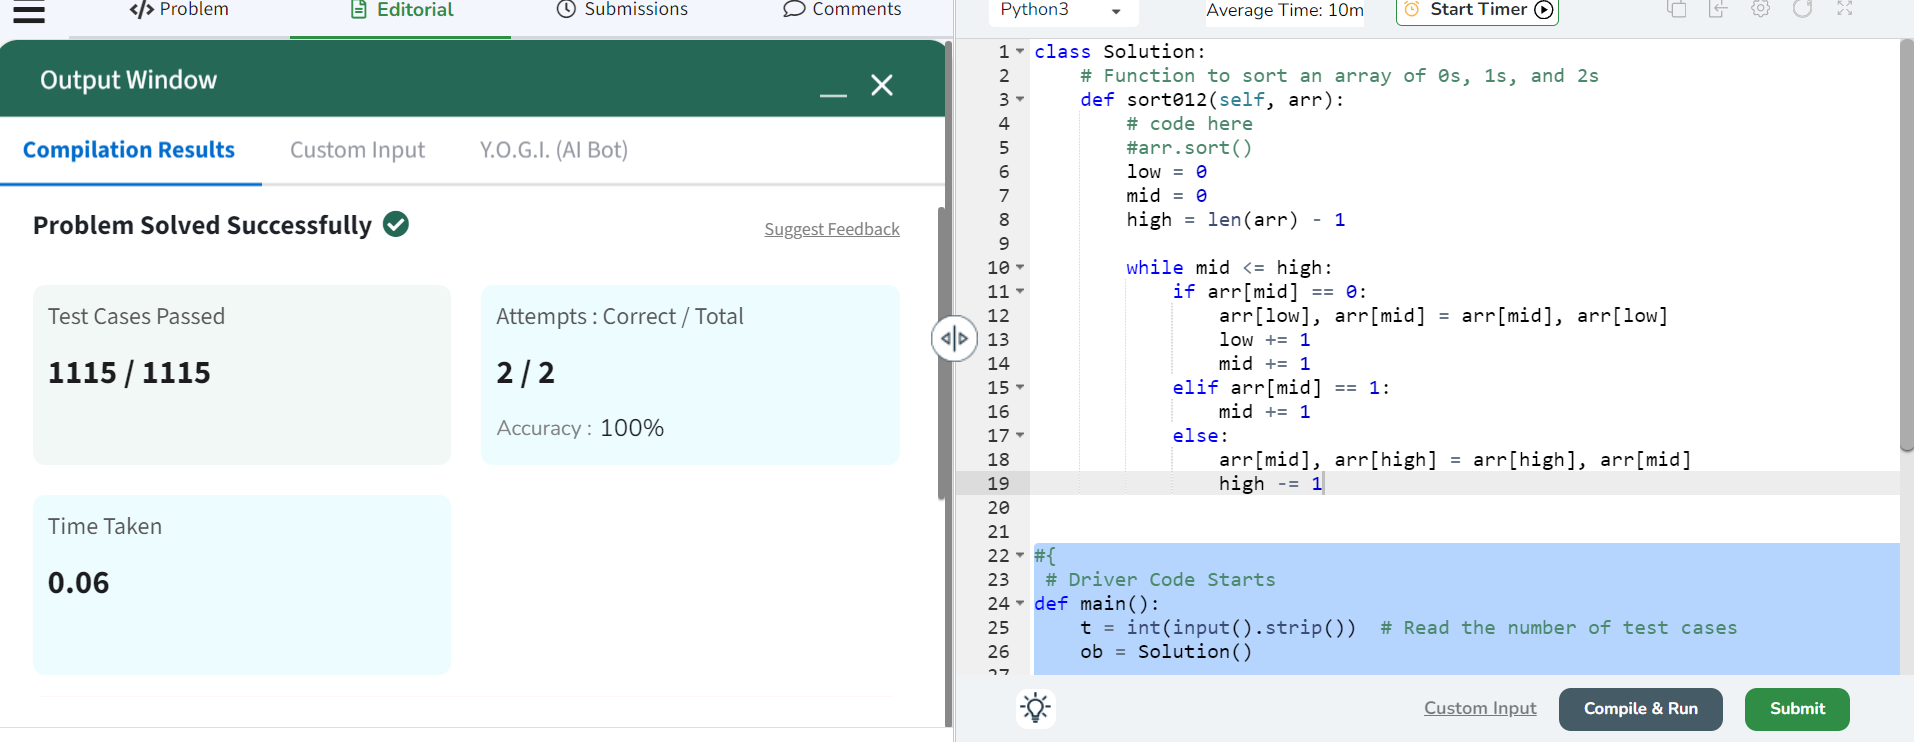 </> Problem
Editorial
Submissions
Comments
Output Window
Compilation Results
Custom Input
Y.O.G.I. (AI Bot)
Problem Solved Successfully
Suggest Feedback
Test Cases Passed
1115 / 1115
Attempts : Correct / Total
2 / 2
Accuracy : 100%
Time Taken
0.06
Python3
Average Time: 10m
Start Timer
1 class Solution:
2     # Function to sort an array of 0s, 1s, and 2s
3     def sort012(self, arr):
4         # code here
5         #arr.sort()
6         low = 0
7         mid = 0
8         high = len(arr) - 1
9
10         while mid <= high:
11             if arr[mid] == 0:
12                 arr[low], arr[mid] = arr[mid], arr[low]
13                 low += 1
14                 mid += 1
15             elif arr[mid] == 1:
16                 mid += 1
17             else:
18                 arr[mid], arr[high] = arr[high], arr[mid]
19                 high -= 1
20
21
22 #{
23  # Driver Code Starts
24 def main():
25     t = int(input().strip())  # Read the number of test cases
26     ob = Solution()
27
Custom Input
Compile & Run
Submit